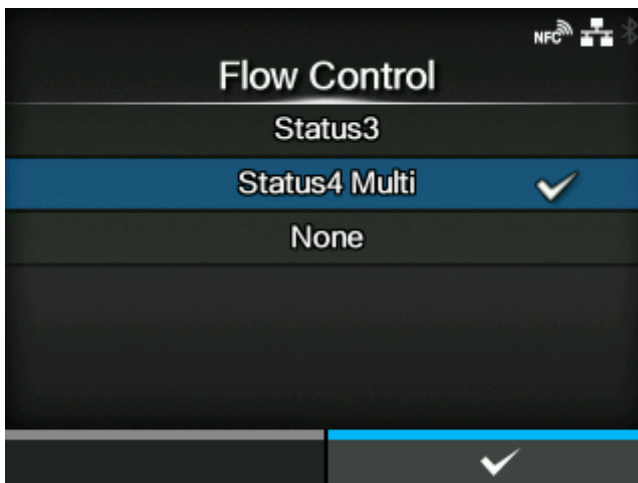 NFC
Flow Control
Status3
Status4 Multi
None